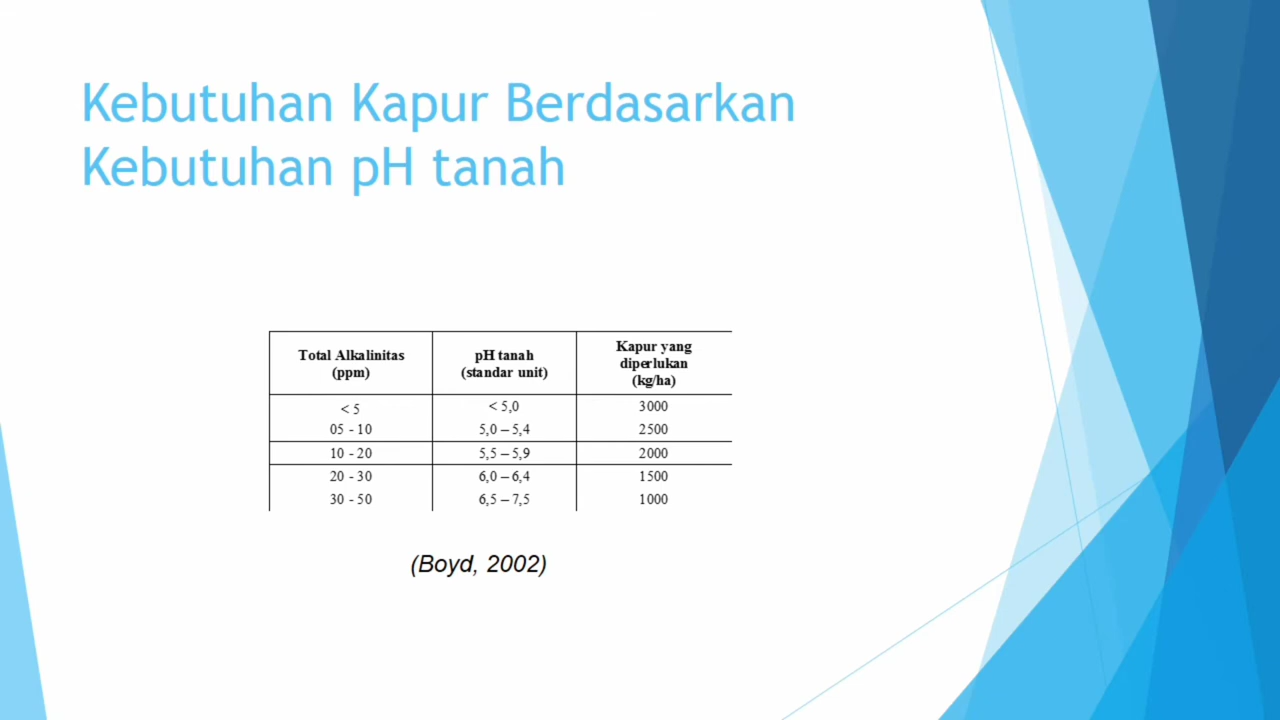 Kebutuhan Kapur Berdasarkan
Kebutuhan pH tanah
Total Alkalinitas (ppm) pH tanah (standar unit) Kapur yang diperlukan (kg/ha)
< 5 < 5,0 3000
05 - 10 5,0 – 5,4 2500
10 - 20 5,5 – 5,9 2000
20 - 30 6,0 – 6,4 1500
30 - 50 6,5 – 7,5 1000
(Boyd, 2002)